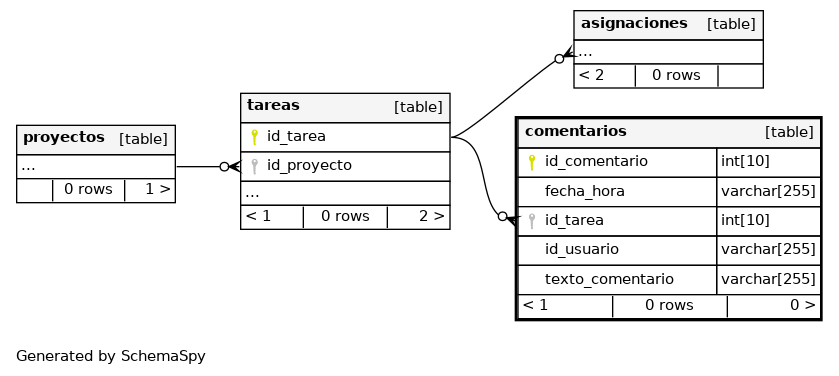 proyectos [table]
...
0 rows 1 >
tareas [table]
id_tarea
id_proyecto
...
< 1 0 rows 2 >
asignaciones [table]
...
< 2 0 rows
comentarios [table]
id_comentario int[10]
fecha_hora varchar[255]
id_tarea int[10]
id_usuario varchar[255]
texto_comentario varchar[255]
< 1 0 rows 0 >
Generated by SchemaSpy